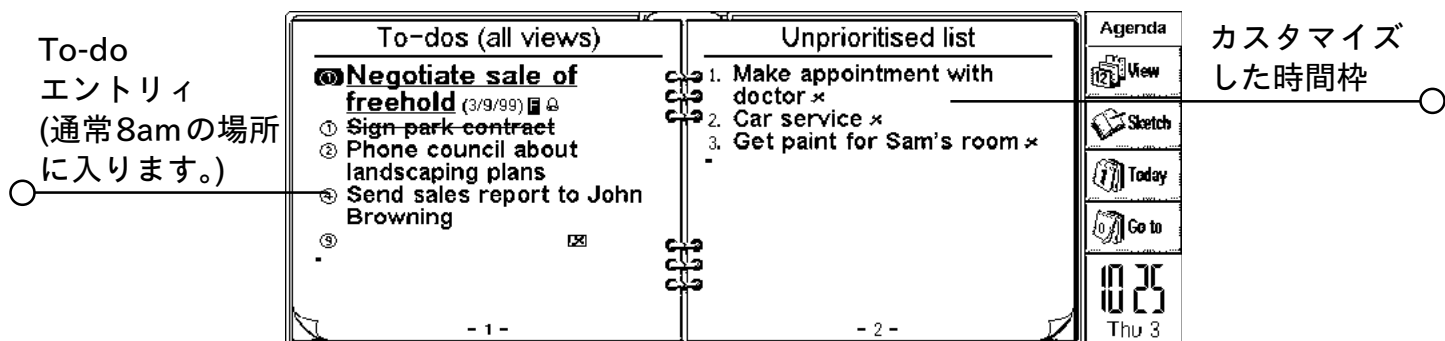 To-do
エントリィ
(通常8amの場所
に入ります。)
To-dos (all views)
① Negotiate sale of
freehold (3/9/99) F
① Sign park contract
② Phone council about
landscaping plans
Send sales report to John
Browning
⑨
- 1 -
Unprioritised list
1. Make appointment with
doctor
2. Car service
3. Get paint for Sam's room
- 2 -
Agenda
View
Sketch
Today
Go to
10 25
Thu 3
カスタマイズ
した時間枠